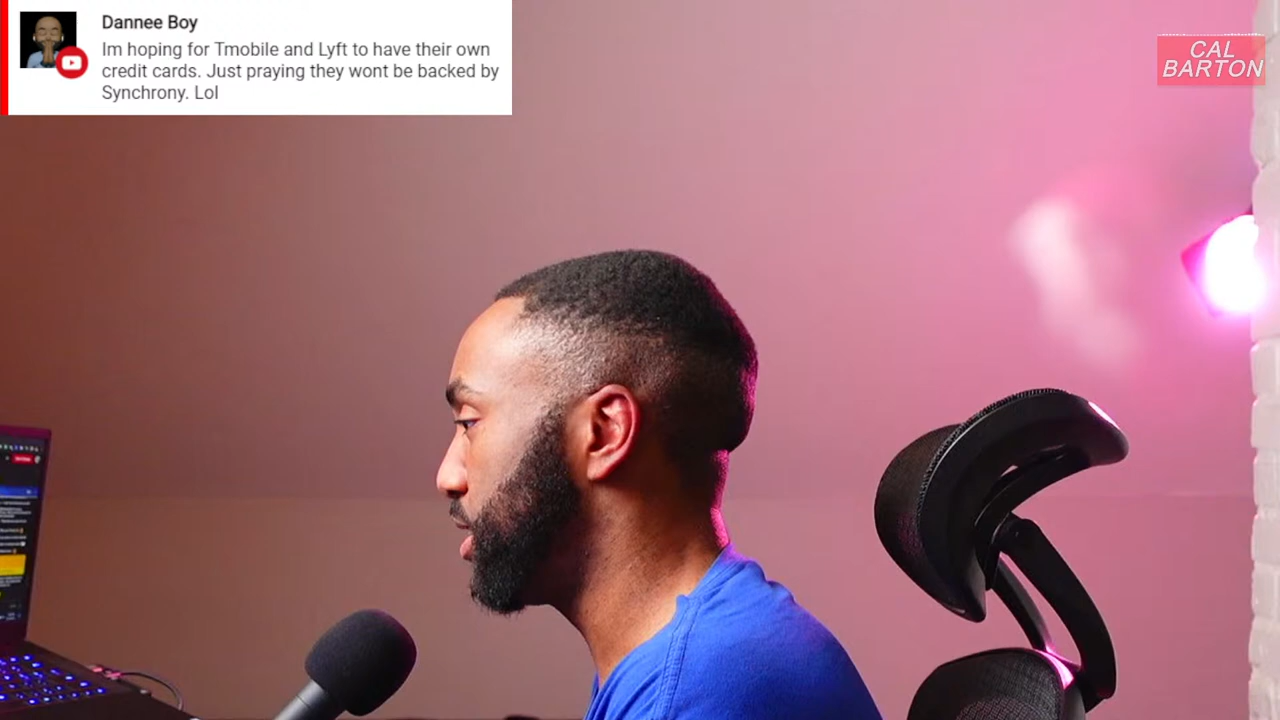 Dannee Boy
Im hoping for Tmobile and Lyft to have their own
credit cards. Just praying they wont be backed by
Synchrony. Lol
CAL
BARTON